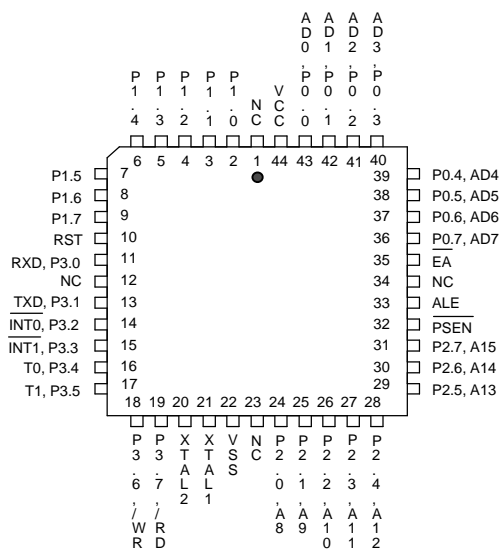 P1.4
P1.3
P1.2
P1.1
P1.0
NC
VCC
AD0,P0.0
AD1,P0.1
AD2,P0.2
AD3,P0.3
6
5
4
3
2
1
44
43
42
41
40
P1.5
7
P1.6
8
P1.7
9
RST
10
RXD, P3.0
11
NC
12
TXD, P3.1
13
INT0, P3.2
14
INT1, P3.3
15
T0, P3.4
16
T1, P3.5
17
39
P0.4, AD4
38
P0.5, AD5
37
P0.6, AD6
36
P0.7, AD7
35
EA
34
NC
33
ALE
32
PSEN
31
P2.7, A15
30
P2.6, A14
29
P2.5, A13
18
19
20
21
22
23
24
25
26
27
28
P3.6,/WR
P3.7,/RD
XTAL2
XTAL1
VSS
NC
P2.0,A8
P2.1,A9
P2.2,A10
P2.3,A11
P2.4,A12